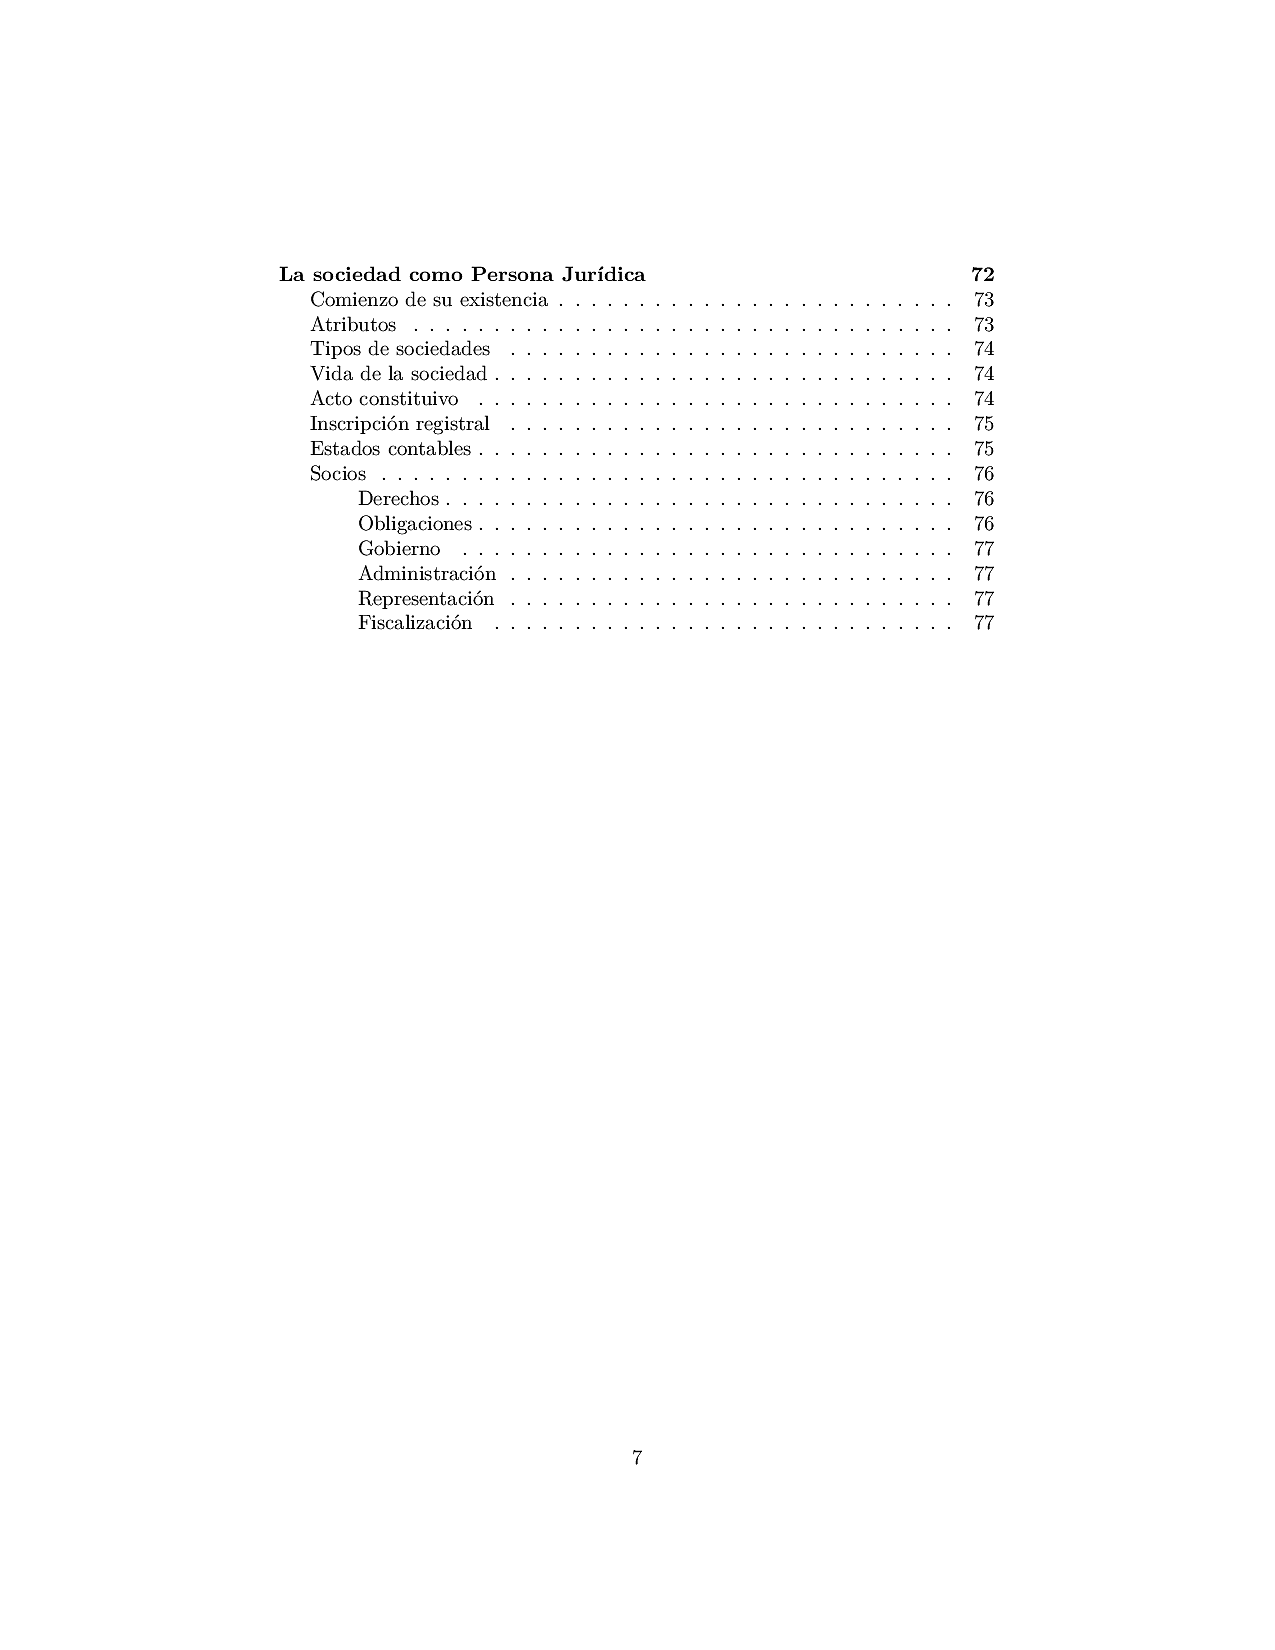 La sociedad como Persona Jurídica 72
Comienzo de su existencia . . . . . . . . . . . . . . . . . . . . . . . . . 73
Atributos . . . . . . . . . . . . . . . . . . . . . . . . . . . . . . . . . . 73
Tipos de sociedades . . . . . . . . . . . . . . . . . . . . . . . . . . . . 74
Vida de la sociedad . . . . . . . . . . . . . . . . . . . . . . . . . . . . . 74
Acto constituivo . . . . . . . . . . . . . . . . . . . . . . . . . . . . . . 74
Inscripción registral . . . . . . . . . . . . . . . . . . . . . . . . . . . . 75
Estados contables . . . . . . . . . . . . . . . . . . . . . . . . . . . . . . 75
Socios . . . . . . . . . . . . . . . . . . . . . . . . . . . . . . . . . . . . 76
Derechos . . . . . . . . . . . . . . . . . . . . . . . . . . . . . . . . 76
Obligaciones . . . . . . . . . . . . . . . . . . . . . . . . . . . . . . 76
Gobierno . . . . . . . . . . . . . . . . . . . . . . . . . . . . . . . 77
Administración . . . . . . . . . . . . . . . . . . . . . . . . . . . . 77
Representación . . . . . . . . . . . . . . . . . . . . . . . . . . . . 77
Fiscalización . . . . . . . . . . . . . . . . . . . . . . . . . . . . . 77
7